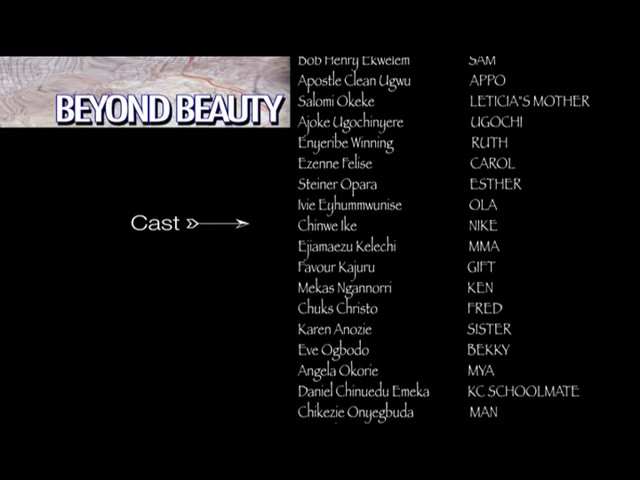 BEYOND BEAUTY
Cast
Bob Henry Ekwelem SAM
Apostle Clean Ugwu APPO
Salomi Okeke LETICIA"S MOTHER
Ajoke Ugochinyere UGOCHI
Enyeribe Winning RUTH
Ezenne Felise CAROL
Steiner Opara ESTHER
Ivie Eyhummwunise OLA
Chinwe Ike NIKE
Ejiamaezu Kelechi MMA
Favour Kajuru GIFT
Mekas Ngannorri KEN
Chuks Christo FRED
Karen Anozie SISTER
Eve Ogbodo BEKKY
Angela Okorie MYA
Daniel Chinuedu Emeka KC SCHOOLMATE
Chikezie Onyegbuda MAN